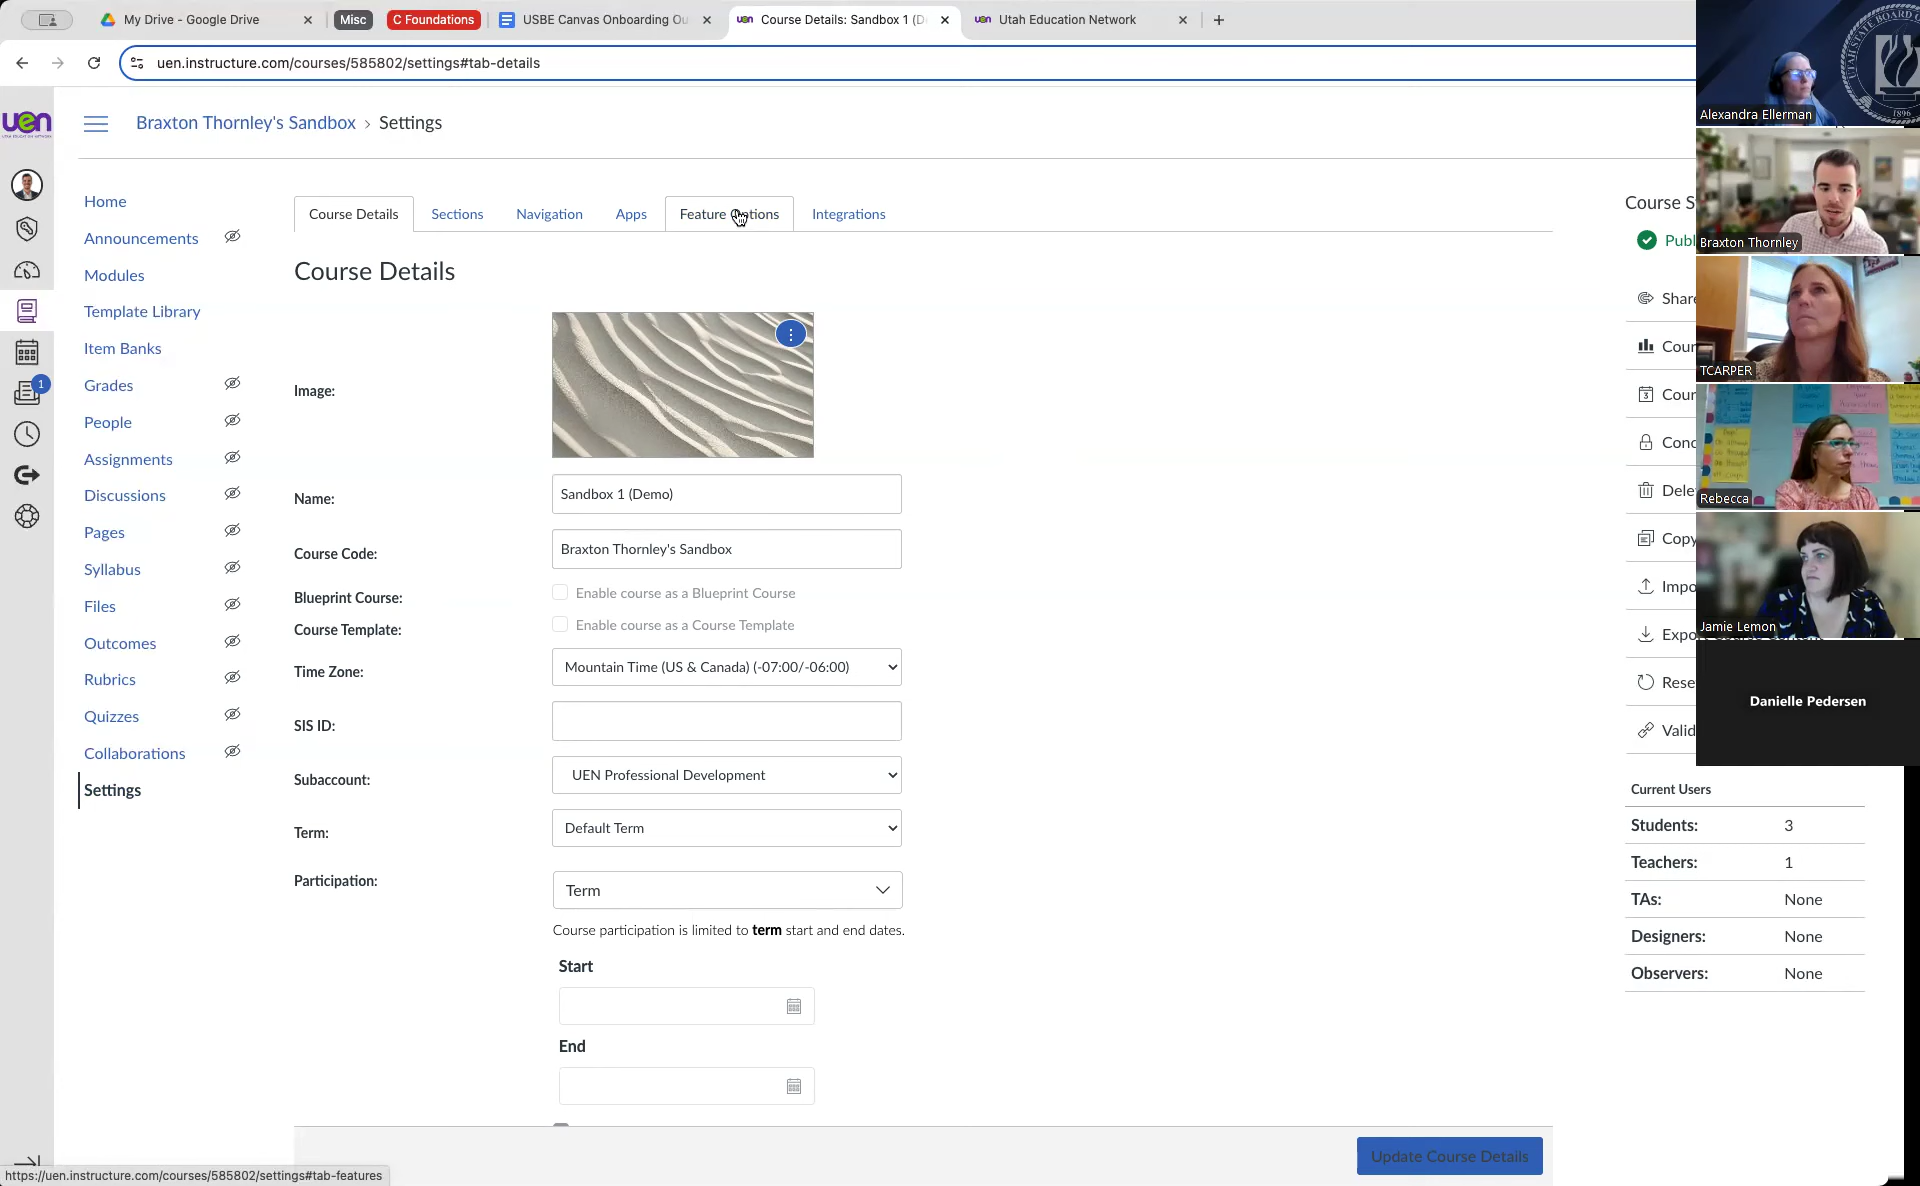 My Drive - Google Drive
Misc
C Foundations
USBE Canvas Onboarding Ou
Course Details: Sandbox 1 (D
Utah Education Network
uen.instructure.com/courses/585802/settings#tab-details
uen
Braxton Thornley's Sandbox › Settings
Home
Announcements
Modules
Template Library
Item Banks
Grades
People
Assignments
Discussions
Pages
Syllabus
Files
Outcomes
Rubrics
Quizzes
Collaborations
Settings
1
Course Details
Sections
Navigation
Apps
Feature Options
Integrations
Course Details
Image:
Name:
Sandbox 1 (Demo)
Course Code:
Braxton Thornley's Sandbox
Blueprint Course:
Enable course as a Blueprint Course
Course Template:
Enable course as a Course Template
Time Zone:
Mountain Time (US & Canada) (-07:00/-06:00)
SIS ID:
Subaccount:
UEN Professional Development
Term:
Default Term
Participation:
Term
Course participation is limited to term start and end dates.
Start
End
Update Course Details
Course S
Publ
Share
Cour
3
Cour
Conc
Dele
Copy
Impo
Expo
Rese
Valid
Alexandra Ellerman
1896
Braxton Thornley
TCARPER
Rebecca
Jamie Lemon
Danielle Pedersen
Current Users
Students: 3
Teachers: 1
TAs: None
Designers: None
Observers: None
https://uen.instructure.com/courses/585802/settings#tab-features